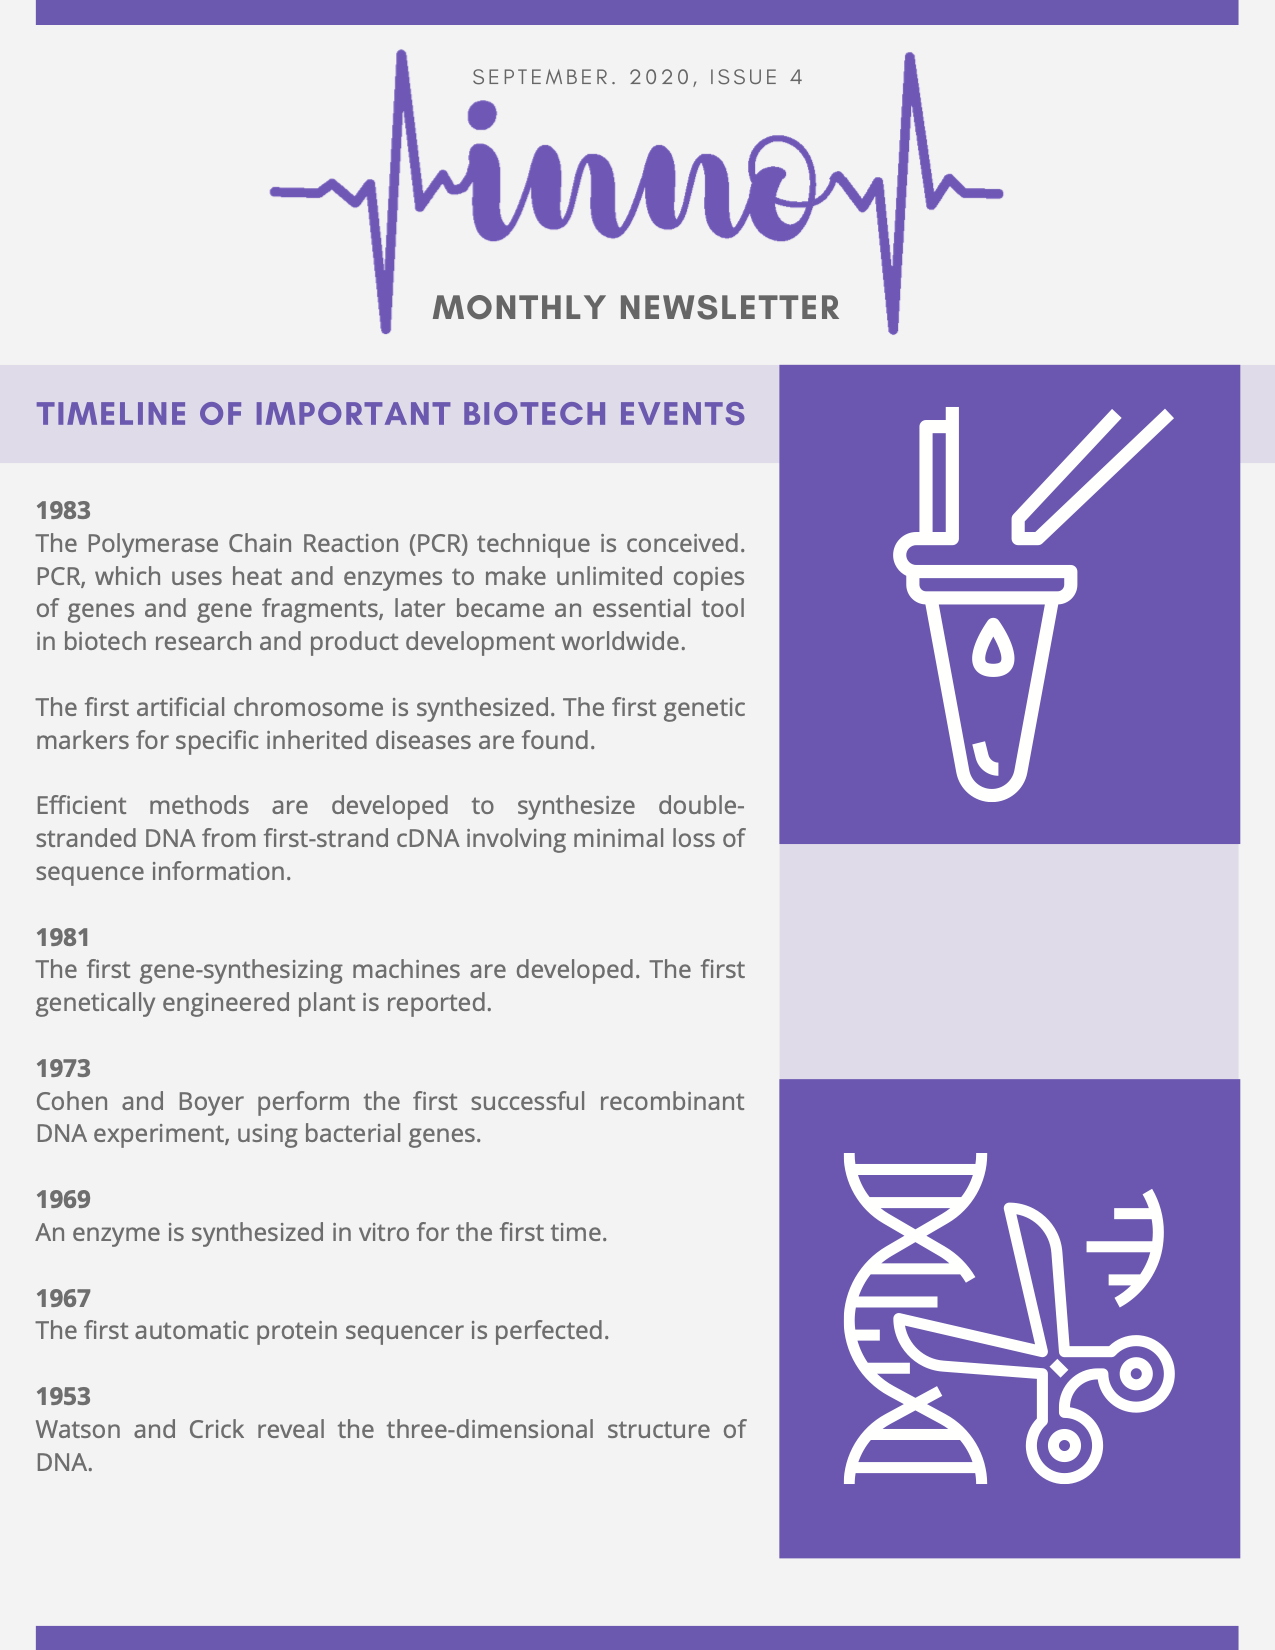 SEPTEMBER. 2020, ISSUE 4
inno
MONTHLY NEWSLETTER
TIMELINE OF IMPORTANT BIOTECH EVENTS
1983
The Polymerase Chain Reaction (PCR) technique is conceived.
PCR, which uses heat and enzymes to make unlimited copies
of genes and gene fragments, later became an essential tool
in biotech research and product development worldwide.
The first artificial chromosome is synthesized. The first genetic
markers for specific inherited diseases are found.
Efficient methods are developed to synthesize double-
stranded DNA from first-strand cDNA involving minimal loss of
sequence information.
1981
The first gene-synthesizing machines are developed. The first
genetically engineered plant is reported.
1973
Cohen and Boyer perform the first successful recombinant
DNA experiment, using bacterial genes.
1969
An enzyme is synthesized in vitro for the first time.
1967
The first automatic protein sequencer is perfected.
1953
Watson and Crick reveal the three-dimensional structure of
DNA.